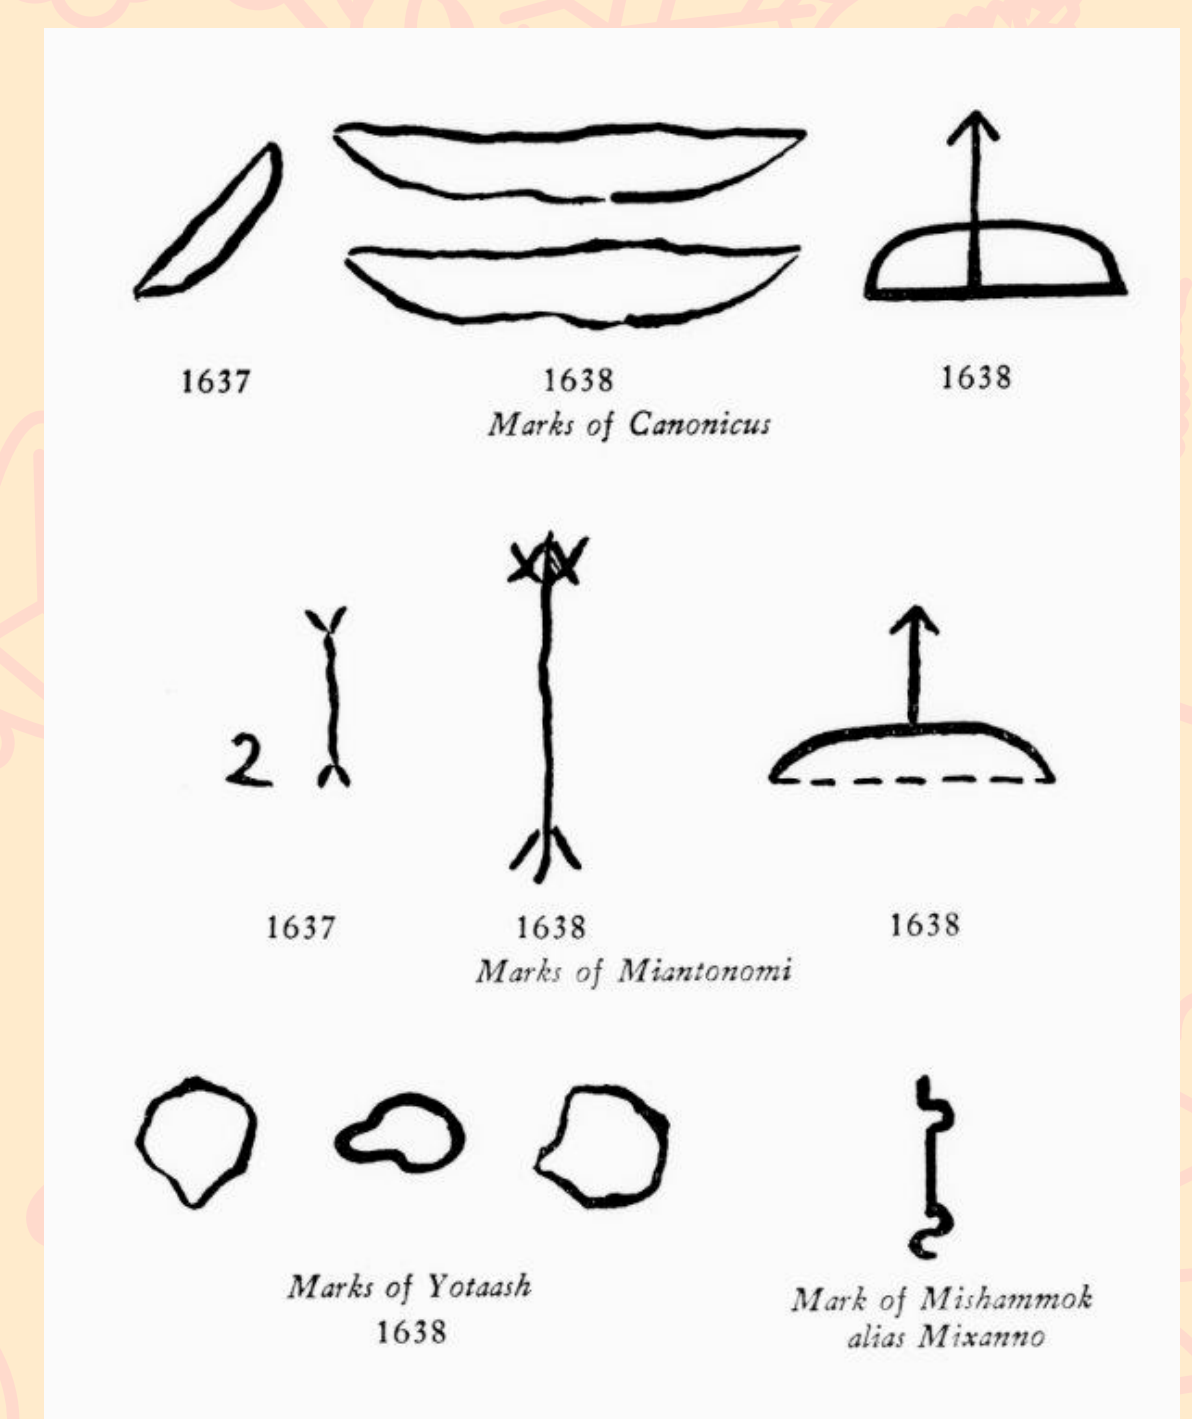 1637 1638 1638
Marks of Canonicus
2
1637 1638 1638
Marks of Miantonomi
Marks of Yotaash
1638
Mark of Mishammok
alias Mixanno